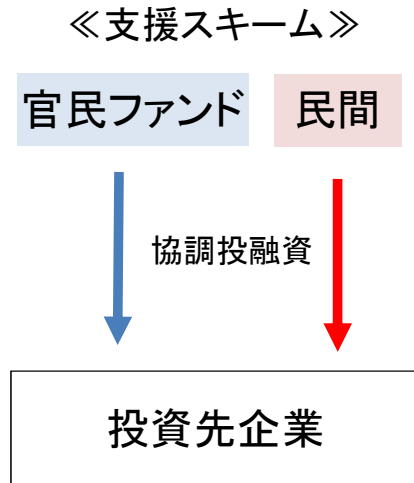 ≪支援スキーム≫
官民ファンド 民間
協調投融資
投資先企業